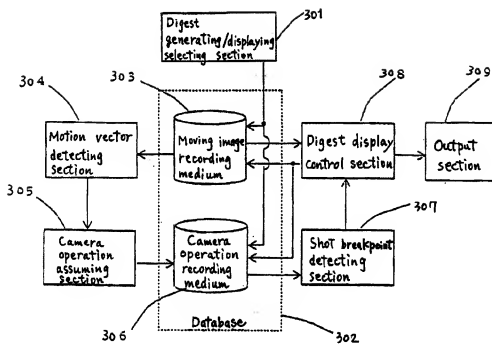 301
Digest
generating/displaying
selecting section
304
303
308
309
Motion vector
detecting
section
Moving image
recording
medium
Digest display
control section
Output
section
305
307
Camera
operation
assuming
section
Camera
operation
recording
medium
Shot breakpoint
detecting
section
306
Database
302